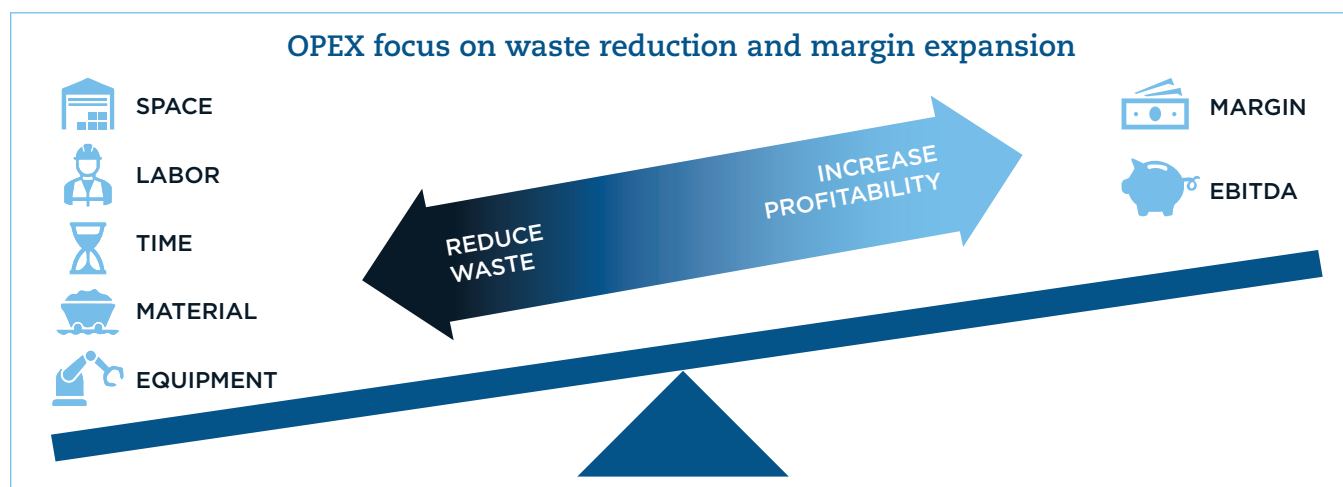 OPEX focus on waste reduction and margin expansion
SPACE
LABOR
TIME
MATERIAL
EQUIPMENT
REDUCE
WASTE
INCREASE
PROFITABILITY
MARGIN
EBITDA